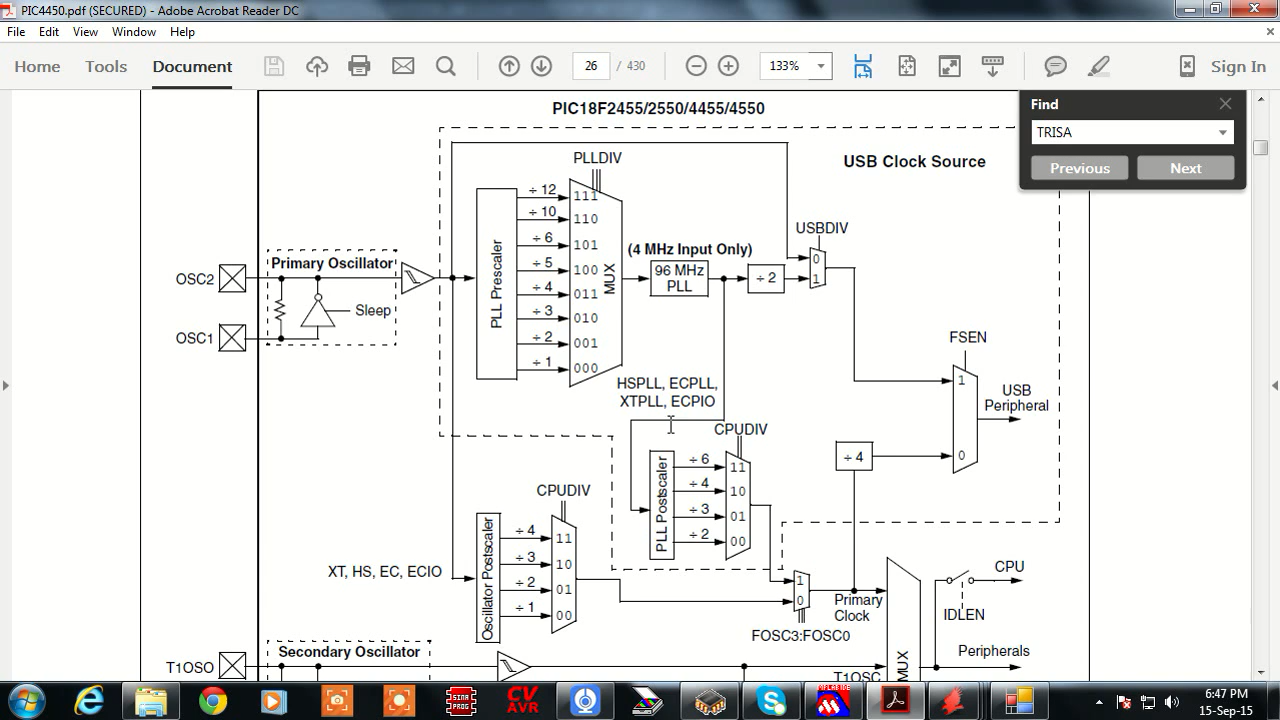 PIC4450.pdf (SECURED) - Adobe Acrobat Reader DC
File Edit View Window Help
Home Tools Document 26 / 430 133% Sign In
Find
TRISA
Previous Next
PIC18F2455/2550/4455/4550
USB Clock Source
PLLDIV
PLL Prescaler
÷ 12 111
÷ 10 110
÷ 6 101
÷ 5 100
÷ 4 011
÷ 3 010
÷ 2 001
÷ 1 000
MUX
(4 MHz Input Only)
96 MHz
PLL
÷ 2
USBDIV
0
1
Primary Oscillator
OSC2
Sleep
OSC1
FSEN
1
USB
Peripheral
0
÷ 4
HSPLL, ECPLL,
XTPLL, ECPIO
CPUDIV
PLL Postscaler
÷ 6 11
÷ 4 10
÷ 3 01
÷ 2 00
CPUDIV
Oscillator Postscaler
÷ 4 11
÷ 3 10
÷ 2 01
÷ 1 00
XT, HS, EC, ECIO
1
0
FOSC3:FOSC0
Primary
Clock
CPU
IDLEN
Peripherals
MUX
Secondary Oscillator
T1OSO
T1OSC
SINA
PROG
CV
AVR
6:47 PM
15-Sep-15